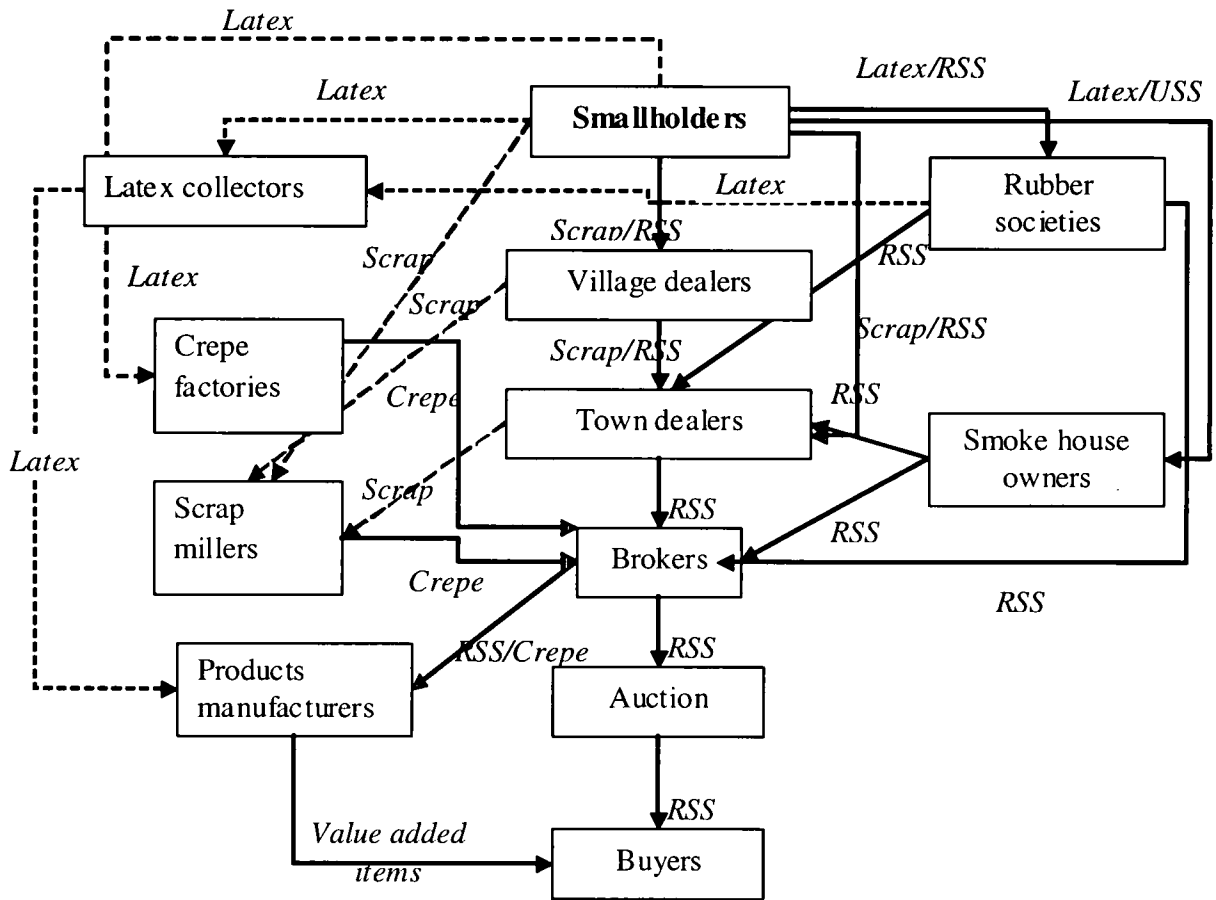 Latex
Latex/RSS
Latex
Latex/USS
Smallholders
Latex collectors
Latex
Rubber
societies
Scrap/RSS
Scrap
RSS
Latex
Village dealers
Scrap
Scrap/RSS
Scrap/RSS
Crepe
factories
Crepe
RSS
Town dealers
Smoke house
owners
Latex
Scrap
Scrap
millers
RSS
RSS
Brokers
Crepe
RSS
RSS/Crepe
RSS
Products
manufacturers
Auction
RSS
Value added
items
Buyers